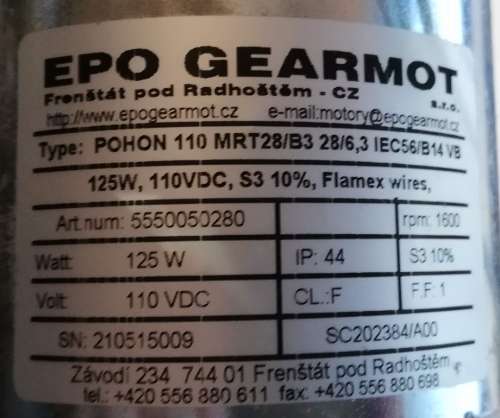 EPO GEARMOT
Frenštát pod Radhoštěm - CZ s.r.o.
http://www.epogearmot.cz e-mail:motory@epogearmot.cz
Type: POHON 110 MRT28/B3 28/6,3 IEC56/B14 VB
125W, 110VDC, S3 10%, Flamex wires,
Art.num: 5550050280 rpm: 1600
Watt: 125 W IP: 44 S3 10%
Volt: 110 VDC CL.:F F.F: 1
SN: 210515009 SC202384/A00
Závodí 234 744 01 Frenštát pod Radhoštěm
tel.: +420 556 880 611 fax: +420 556 880 698